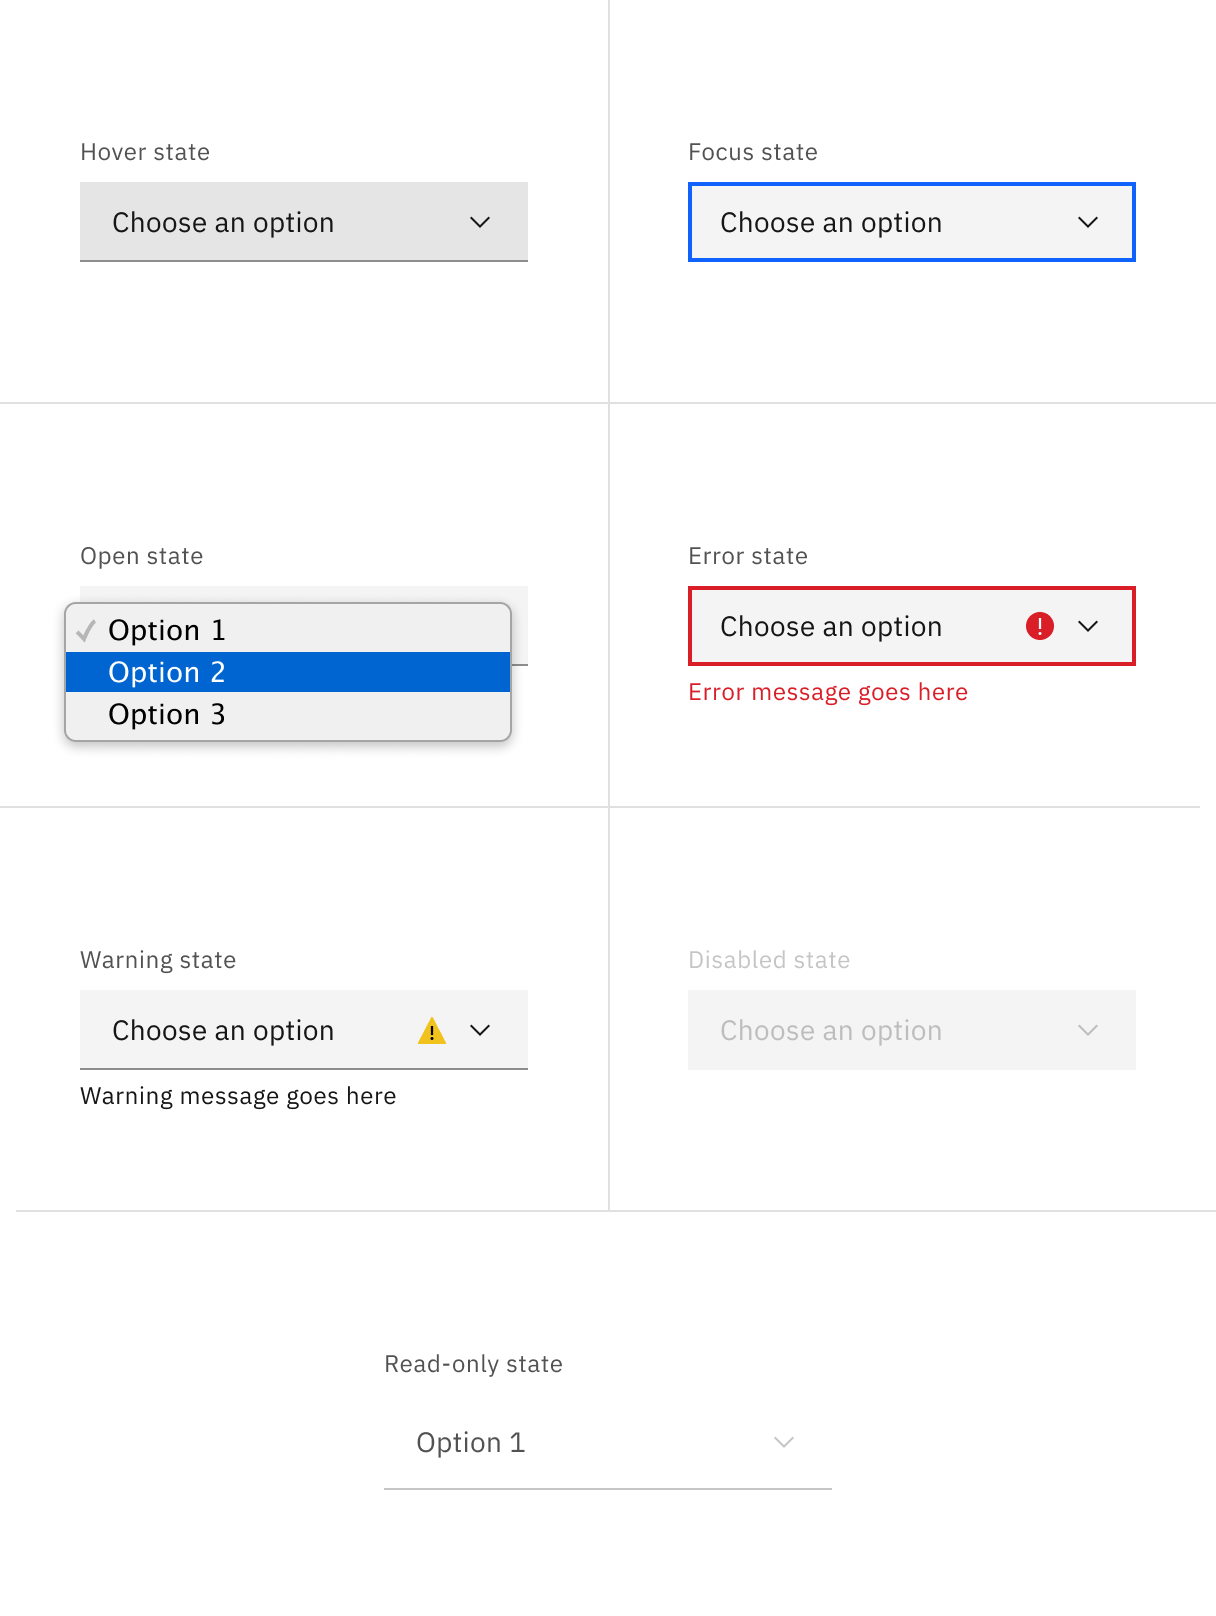 Hover state
Choose an option
Focus state
Choose an option
Open state
Option 1
Option 2
Option 3
Error state
Choose an option
Error message goes here
Warning state
Choose an option
Warning message goes here
Disabled state
Choose an option
Read-only state
Option 1